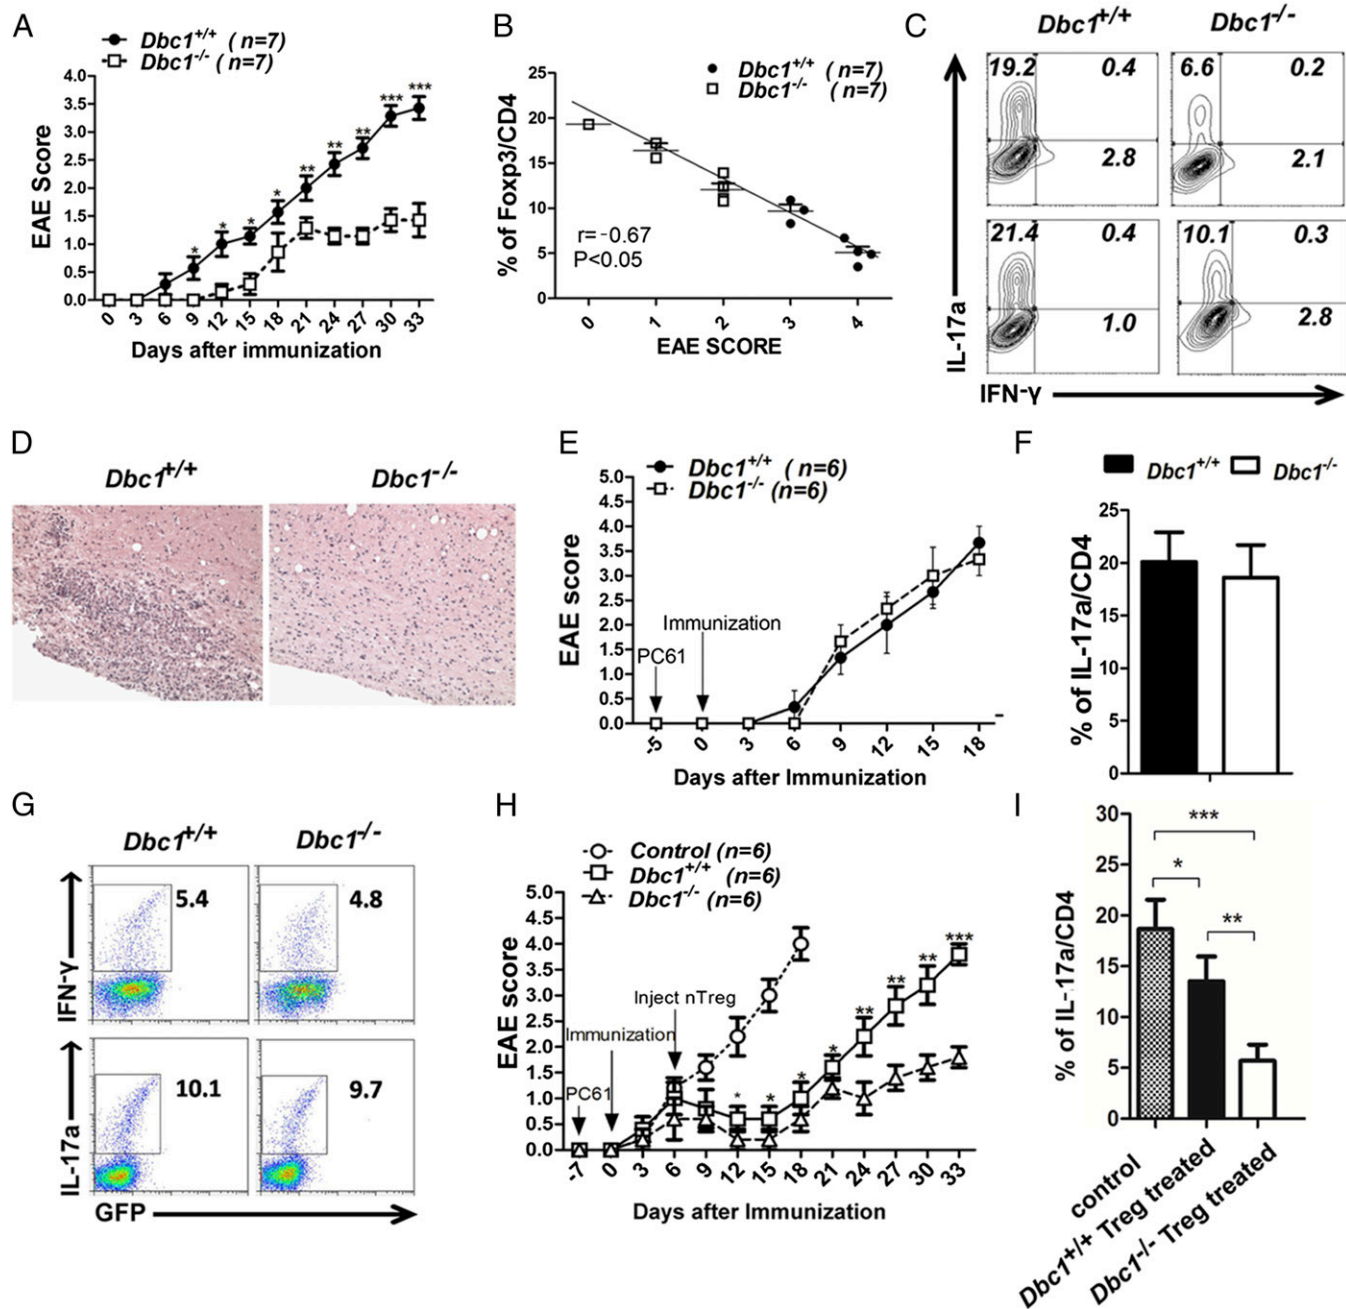 A
Dbc1+/+ (n=7)
Dbc1-/- (n=7)
EAE Score
4.0
3.5
3.0
2.5
2.0
1.5
1.0
0.5
0.0
* * * * ** ** ** *** ***
0 3 6 9 12 15 18 21 24 27 30 33
Days after immunization
B
Dbc1+/+ (n=7)
Dbc1-/- (n=7)
% of Foxp3/CD4
25
20
15
10
5
0
r=-0.67
P<0.05
0 1 2 3 4
EAE SCORE
C
Dbc1+/+ Dbc1-/-
19.2 0.4 6.6 0.2
2.8 2.1
21.4 0.4 10.1 0.3
1.0 2.8
IL-17a
IFN-γ
D
Dbc1+/+ Dbc1-/-
E
Dbc1+/+ (n=6)
Dbc1-/- (n=6)
EAE score
5.0
4.5
4.0
3.5
3.0
2.5
2.0
1.5
1.0
0.5
0.0
Immunization
PC61
-5 0 3 6 9 12 15 18
Days after Immunization
F
Dbc1+/+ Dbc1-/-
% of IL-17a/CD4
25
20
15
10
5
0
G
Dbc1+/+ Dbc1-/-
IFN-γ
5.4 4.8
IL-17a
10.1 9.7
GFP
H
Control (n=6)
Dbc1+/+ (n=6)
Dbc1-/- (n=6)
EAE score
5.0
4.5
4.0
3.5
3.0
2.5
2.0
1.5
1.0
0.5
0.0
Inject nTreg
Immunization
PC61
* * * * ** ** ** ***
-7 0 3 6 9 12 15 18 21 24 27 30 33
Days after Immunization
I
% of IL-17a/CD4
30
25
20
15
10
5
0
***
*
**
control
Dbc1+/+ Treg treated
Dbc1-/- Treg treated